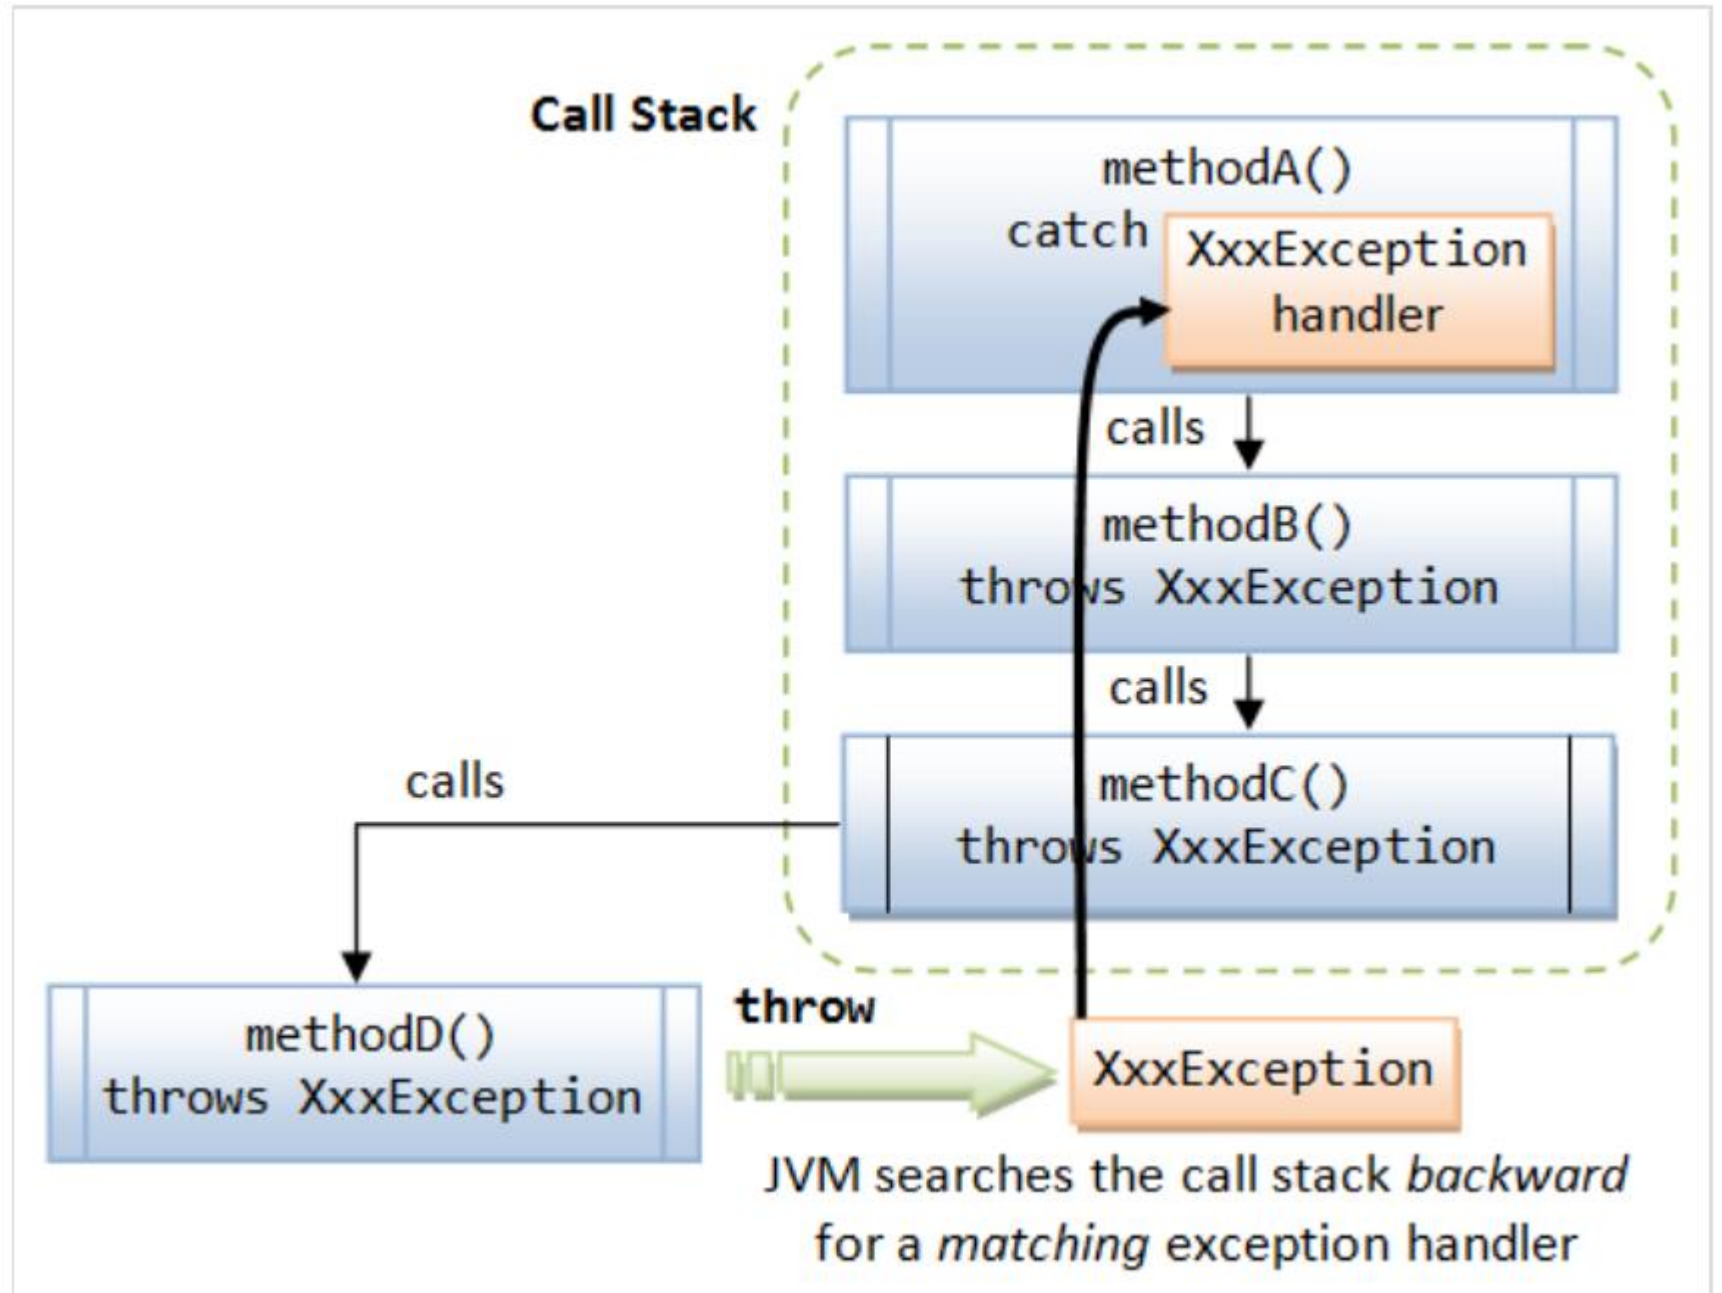 Call Stack
methodA()
catch
XxxException
handler
calls
methodB()
throws XxxException
calls
methodC()
throws XxxException
calls
methodD()
throws XxxException
throw
XxxException
JVM searches the call stack backward
for a matching exception handler